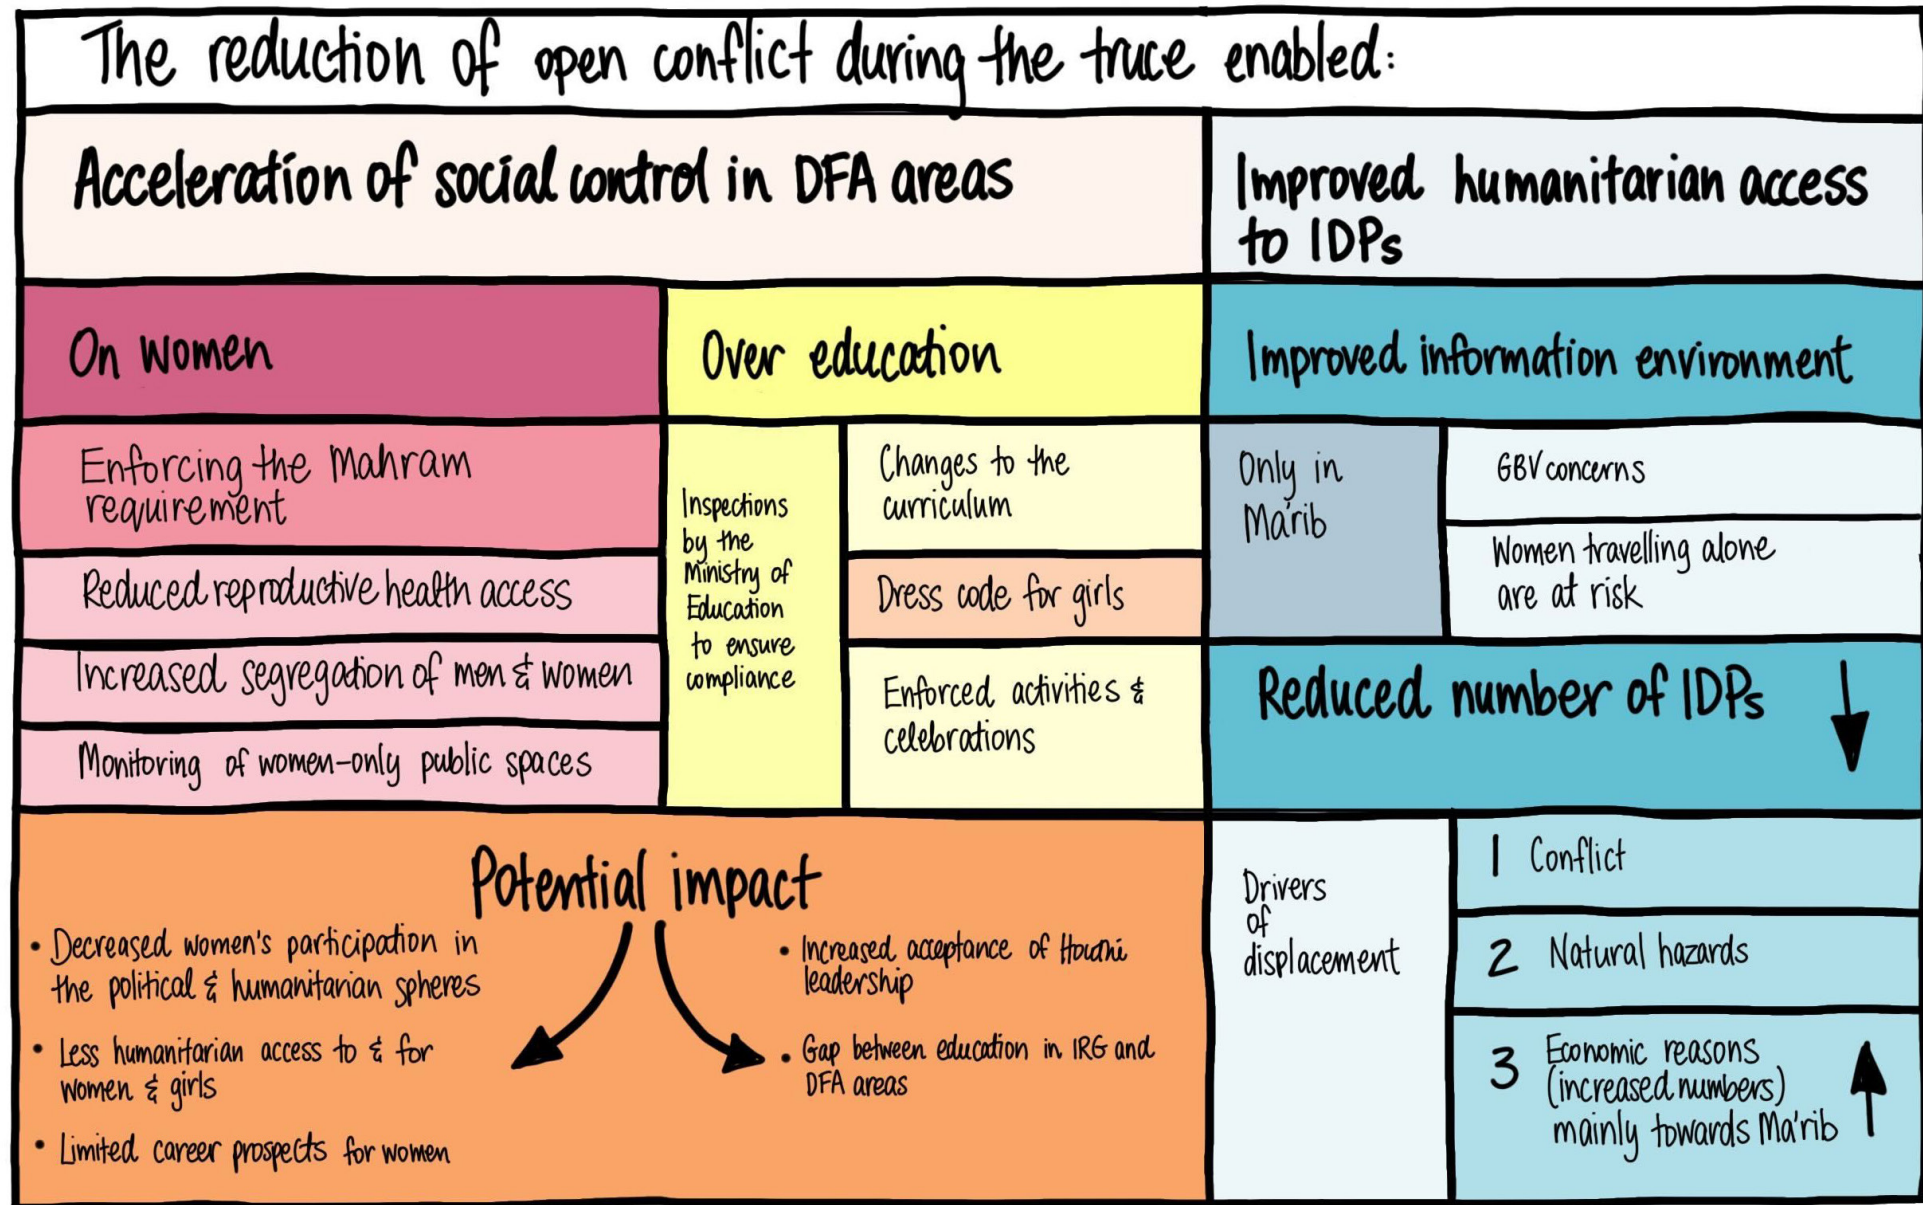 The reduction of open conflict during the truce enabled:
Acceleration of social control in DFA areas
Improved humanitarian access
to IDPs
On women
Over education
Improved information environment
Enforcing the Mahram
requirement
Reduced reproductive health access
Increased segregation of men & women
Monitoring of women-only public spaces
Inspections
by the
Ministry of
Education
to ensure
compliance
Changes to the
curriculum
Dress code for girls
Enforced activities &
celebrations
Only in
Ma'rib
GBV concerns
Women travelling alone
are at risk
Reduced number of IDPs
Potential impact
• Decreased women's participation in
the political & humanitarian spheres
• Less humanitarian access to & for
women & girls
• Limited career prospects for women
• Increased acceptance of Houthi
leadership
• Gap between education in IRG and
DFA areas
Drivers
of
displacement
1 Conflict
2 Natural hazards
3 Economic reasons
(increased numbers)
mainly towards Ma'rib